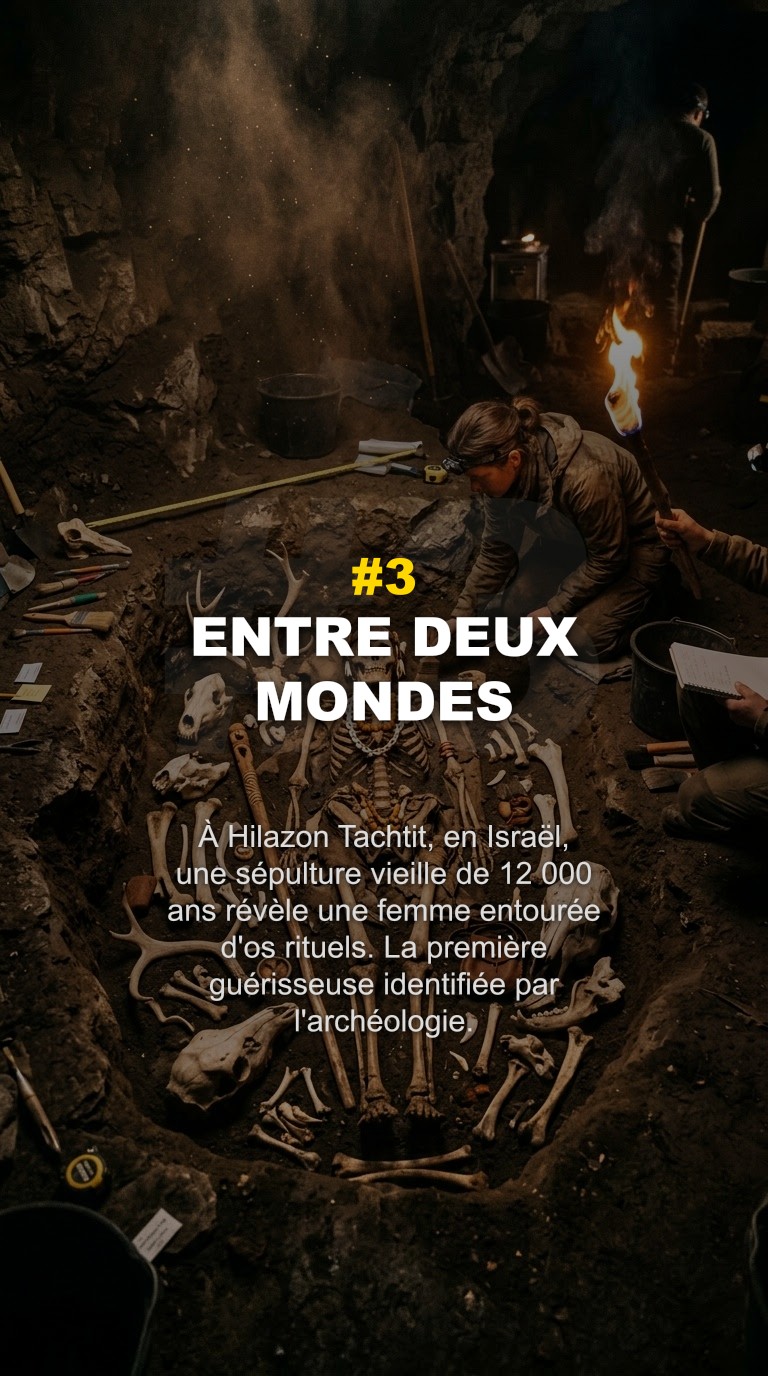 #3
ENTRE DEUX
MONDES
À Hilazon Tachtit, en Israël,
une sépulture vieille de 12 000
ans révèle une femme entourée
d'os rituels. La première
guérisseuse identifiée par
l'archéologie.